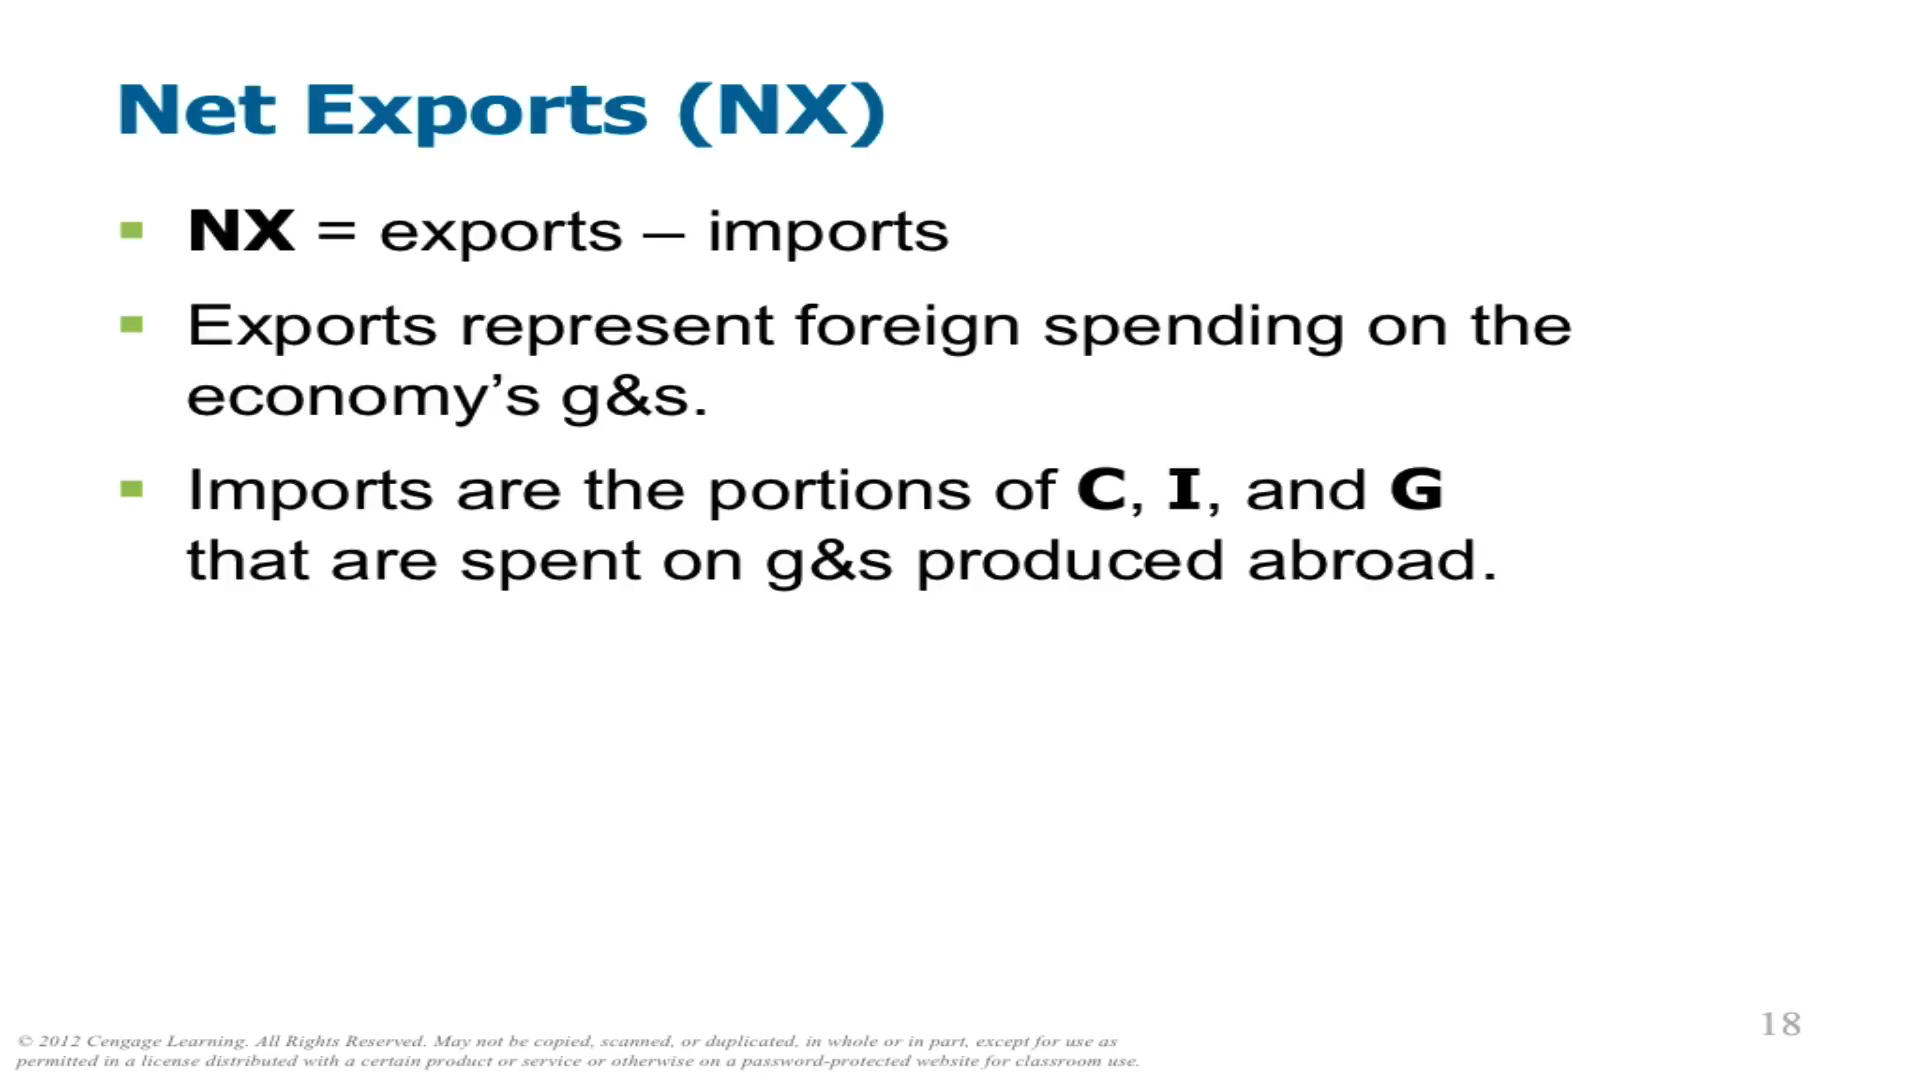 Net Exports (NX)
NX = exports – imports
Exports represent foreign spending on the
economy’s g&s.
Imports are the portions of C, I, and G
that are spent on g&s produced abroad.
18
© 2012 Cengage Learning. All Rights Reserved. May not be copied, scanned, or duplicated, in whole or in part, except for use as
permitted in a license distributed with a certain product or service or otherwise on a password-protected website for classroom use.